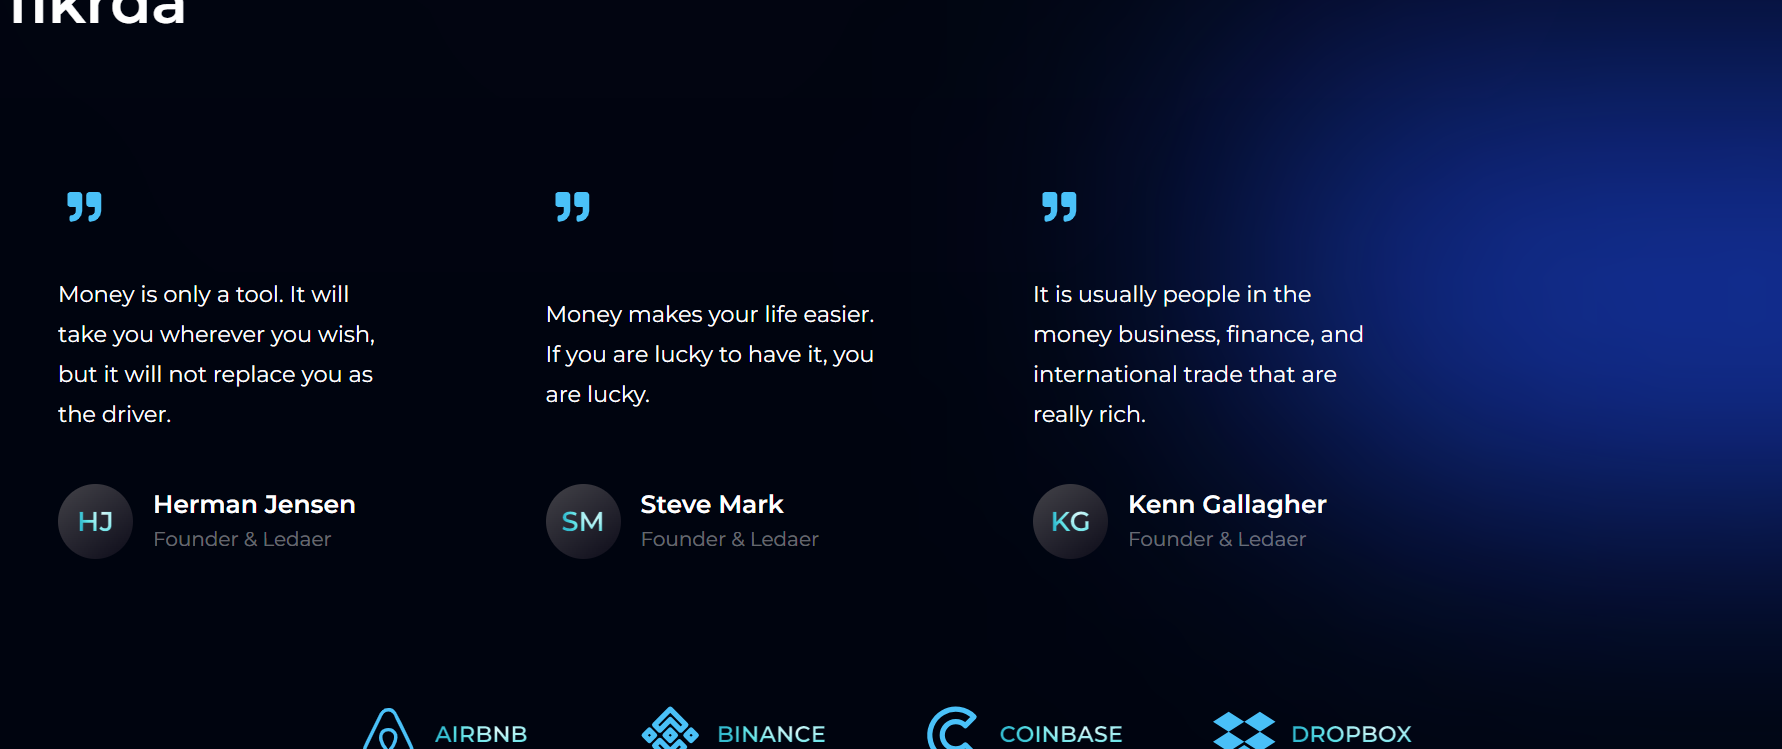 fikrda
Money is only a tool. It will
take you wherever you wish,
but it will not replace you as
the driver.
HJ
Herman Jensen
Founder & Ledaer
Money makes your life easier.
If you are lucky to have it, you
are lucky.
SM
Steve Mark
Founder & Ledaer
It is usually people in the
money business, finance, and
international trade that are
really rich.
KG
Kenn Gallagher
Founder & Ledaer
AIRBNB
BINANCE
COINBASE
DROPBOX